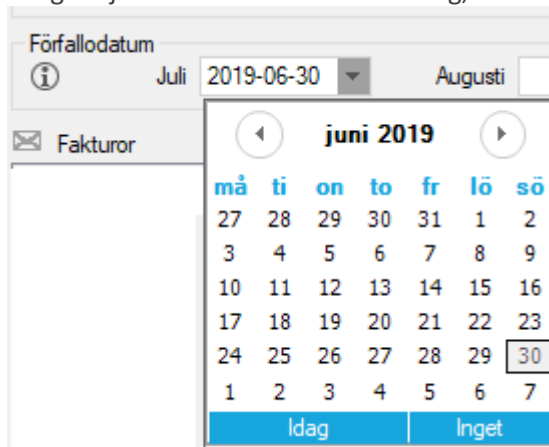 Förfallodatum
Juli 2019-06-30 Augusti
Fakturor
juni 2019
må ti on to fr lö sö
27 28 29 30 31 1 2
3 4 5 6 7 8 9
10 11 12 13 14 15 16
17 18 19 20 21 22 23
24 25 26 27 28 29 30
1 2 3 4 5 6 7
Idag Inget